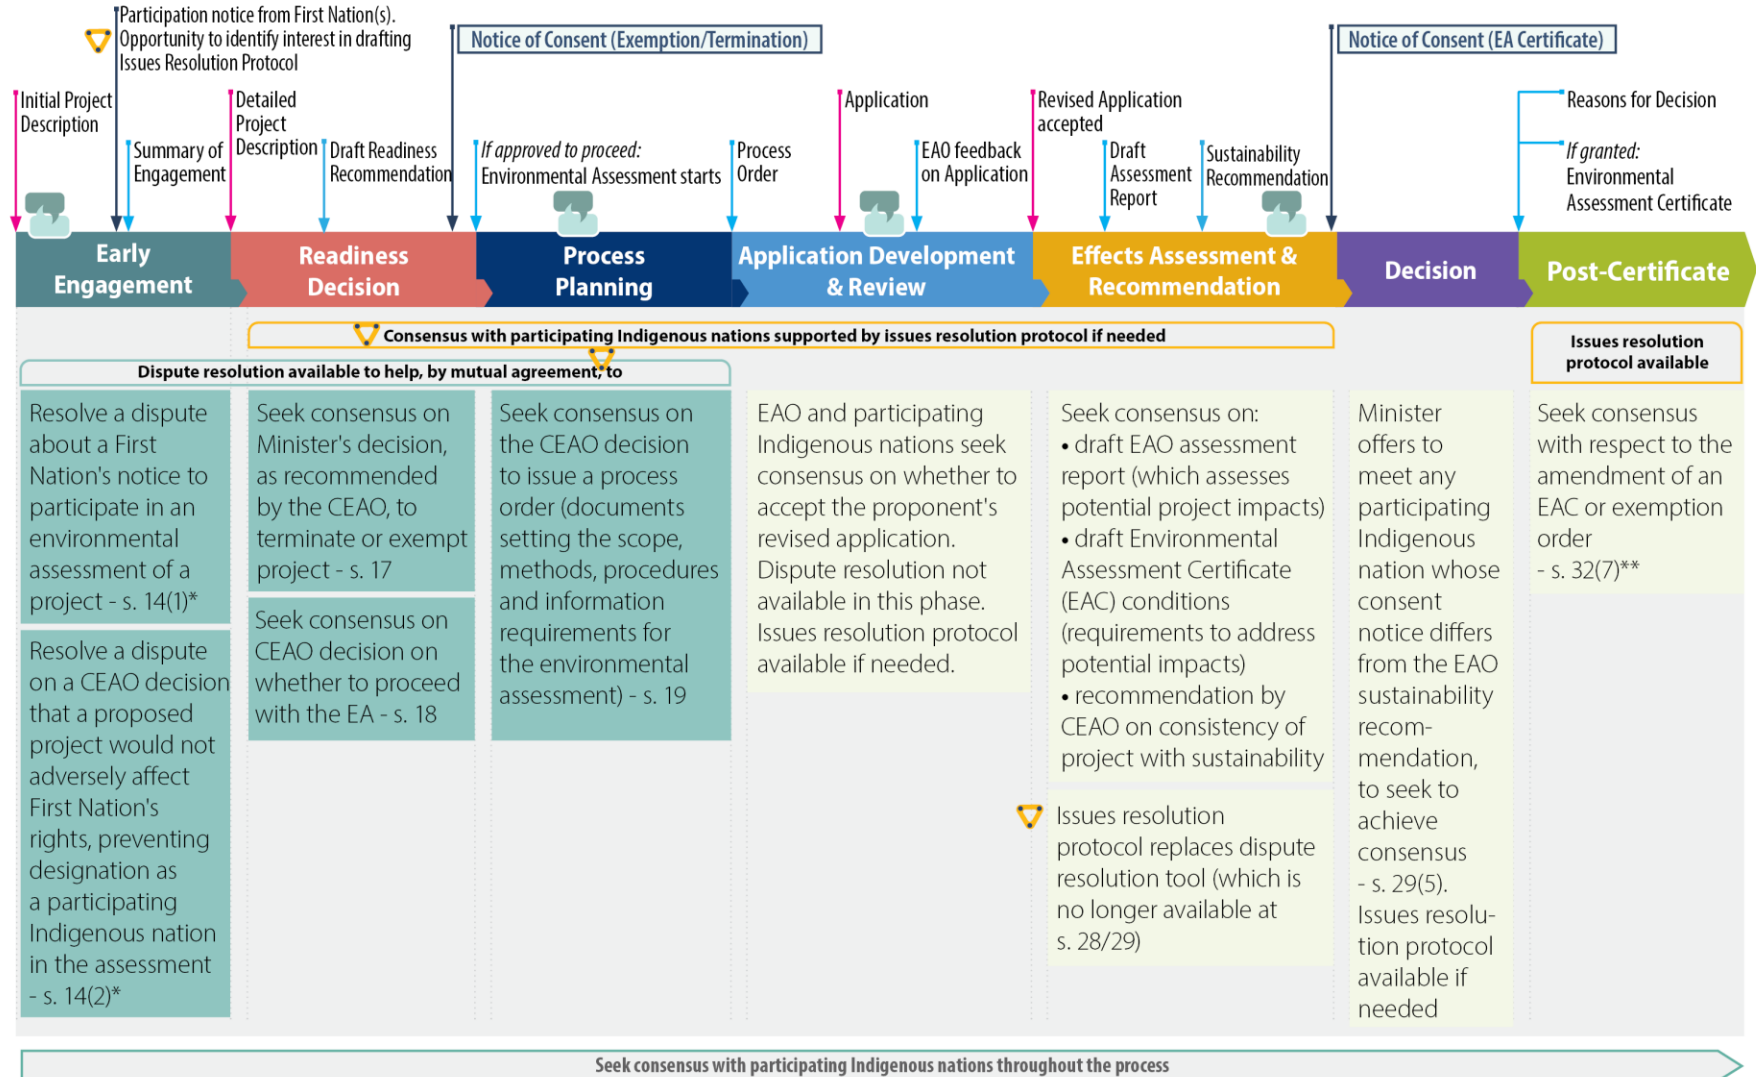 Participation notice from First Nation(s).
Opportunity to identify interest in drafting
Issues Resolution Protocol
Notice of Consent (Exemption/Termination)
Notice of Consent (EA Certificate)
Initial Project
Description
Summary of
Engagement
Detailed
Project
Description
Draft Readiness
Recommendation
If approved to proceed:
Environmental Assessment starts
Process
Order
Application
EAO feedback
on Application
Revised Application
accepted
Draft
Assessment
Report
Sustainability
Recommendation
Reasons for Decision
If granted:
Environmental
Assessment Certificate
Early
Engagement
Readiness
Decision
Process
Planning
Application Development
& Review
Effects Assessment &
Recommendation
Decision
Post-Certificate
Consensus with participating Indigenous nations supported by issues resolution protocol if needed
Issues resolution
protocol available
Dispute resolution available to help, by mutual agreement, to
Resolve a dispute
about a First
Nation's notice to
participate in an
environmental
assessment of a
project - s. 14(1)*
Resolve a dispute
on a CEAO decision
that a proposed
project would not
adversely affect
First Nation's
rights, preventing
designation as
a participating
Indigenous nation
in the assessment
- s. 14(2)*
Seek consensus on
Minister's decision,
as recommended
by the CEAO, to
terminate or exempt
project - s. 17
Seek consensus on
CEAO decision on
whether to proceed
with the EA - s. 18
Seek consensus on
the CEAO decision
to issue a process
order (documents
setting the scope,
methods, procedures
and information
requirements for
the environmental
assessment) - s. 19
EAO and participating
Indigenous nations seek
consensus on whether to
accept the proponent's
revised application.
Dispute resolution not
available in this phase.
Issues resolution protocol
available if needed.
Seek consensus on:
• draft EAO assessment
report (which assesses
potential project impacts)
• draft Environmental
Assessment Certificate
(EAC) conditions
(requirements to address
potential impacts)
• recommendation by
CEAO on consistency of
project with sustainability
Issues resolution
protocol replaces dispute
resolution tool (which is
no longer available at
s. 28/29)
Minister
offers to
meet any
participating
Indigenous
nation whose
consent
notice differs
from the EAO
sustainability
recom-
mendation,
to seek to
achieve
consensus
- s. 29(5).
Issues resolu-
tion protocol
available if
needed
Seek consensus
with respect to the
amendment of an
EAC or exemption
order
- s. 32(7)**
Seek consensus with participating Indigenous nations throughout the process